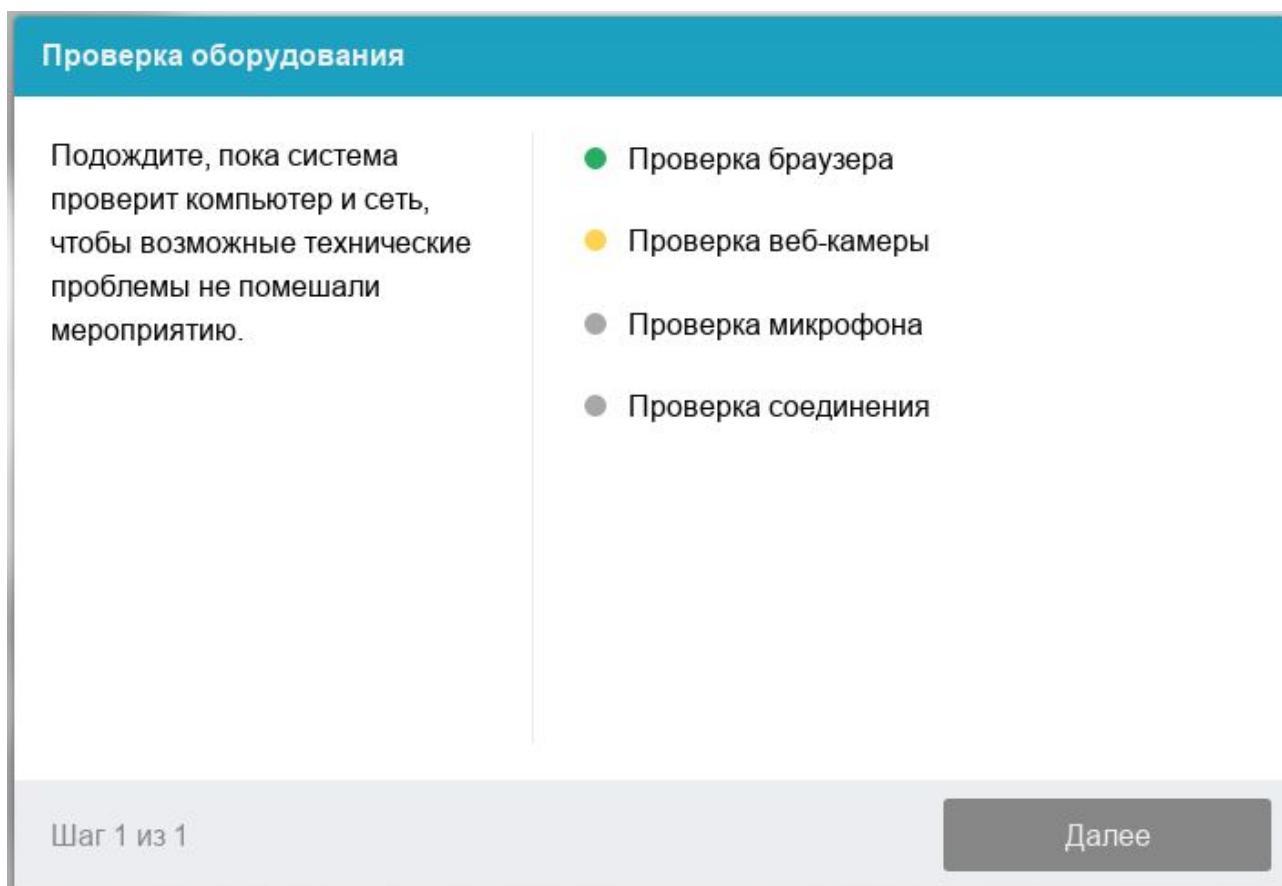 Проверка оборудования
Подождите, пока система
проверит компьютер и сеть,
чтобы возможные технические
проблемы не помешали
мероприятию.
Проверка браузера
Проверка веб-камеры
Проверка микрофона
Проверка соединения
Шаг 1 из 1
Далее